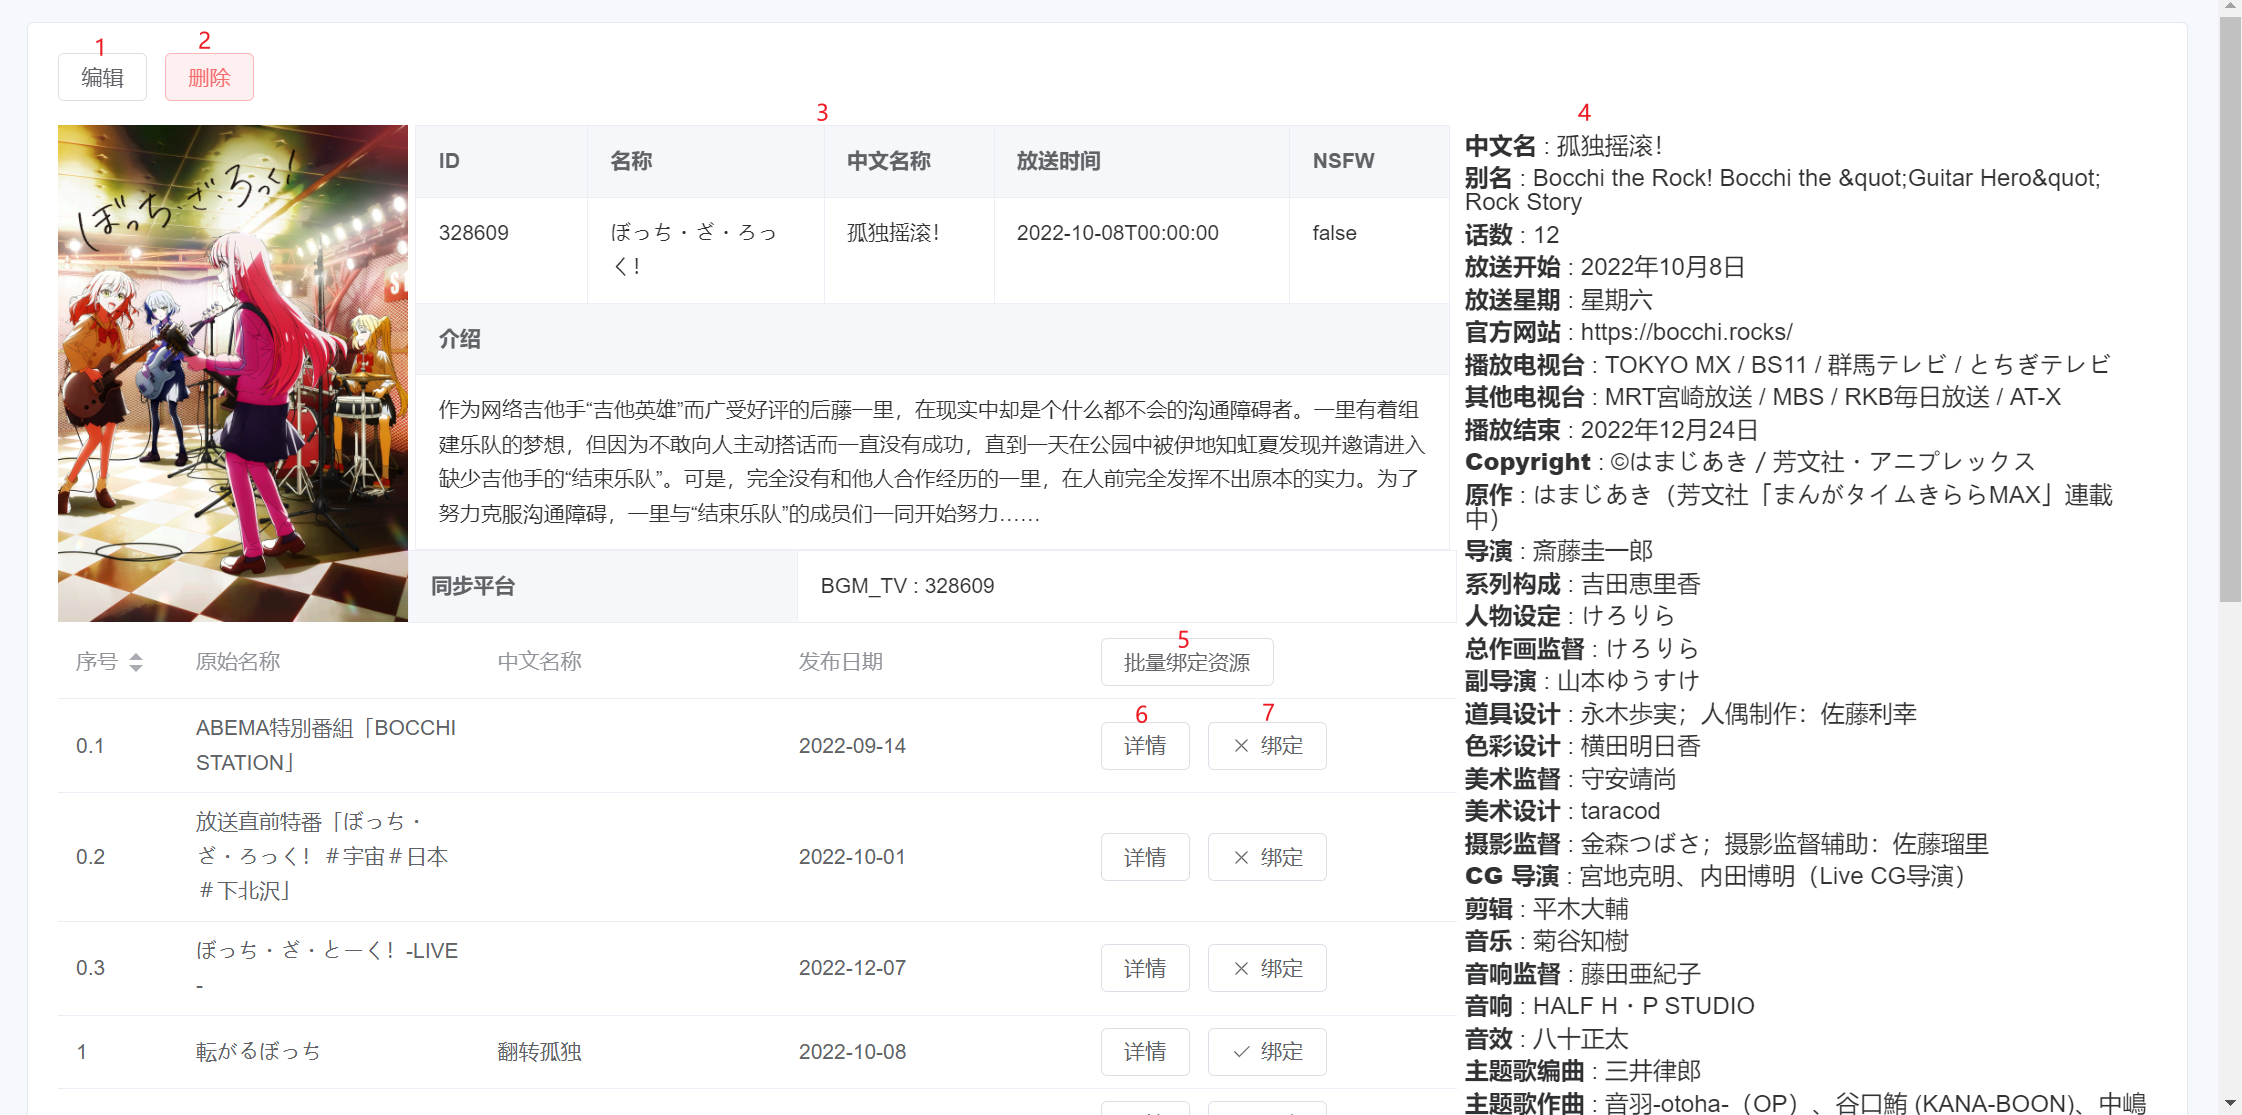 1
2
编辑
删除
3
4
ぼっち・ざ・ろっく!
ID
名称
中文名称
放送时间
NSFW
328609
ぼっち・ざ・ろっ
く！
孤独摇滚！
2022-10-08T00:00:00
false
介绍
作为网络吉他手“吉他英雄”而广受好评的后藤一里，在现实中却是个什么都不会的沟通障碍者。一里有着组
建乐队的梦想，但因为不敢向人主动搭话而一直没有成功，直到一天在公园中被伊地知虹夏发现并邀请进入
缺少吉他手的“结束乐队”。可是，完全没有和他人合作经历的一里，在人前完全发挥不出原本的实力。为了
努力克服沟通障碍，一里与“结束乐队”的成员们一同开始努力……
同步平台
BGM_TV : 328609
5
序号
原始名称
中文名称
发布日期
批量绑定资源
6
7
0.1
ABEMA特別番組「BOCCHI
STATION」
2022-09-14
详情
绑定
0.2
放送直前特番「ぼっち・
ざ・ろっく！＃宇宙＃日本
＃下北沢」
2022-10-01
详情
绑定
0.3
ぼっち・ざ・とーく！-LIVE
-
2022-12-07
详情
绑定
1
転がるぼっち
翻转孤独
2022-10-08
详情
绑定
中文名 : 孤独摇滚！
别名 : Bocchi the Rock! Bocchi the &quot;Guitar Hero&quot;
Rock Story
话数 : 12
放送开始 : 2022年10月8日
放送星期 : 星期六
官方网站 : https://bocchi.rocks/
播放电视台 : TOKYO MX / BS11 / 群馬テレビ / とちぎテレビ
其他电视台 : MRT宮崎放送 / MBS / RKB毎日放送 / AT-X
播放结束 : 2022年12月24日
Copyright : ©はまじあき / 芳文社・アニプレックス
原作 : はまじあき（芳文社「まんがタイムきららMAX」連載
中）
导演 : 斎藤圭一郎
系列构成 : 吉田恵里香
人物设定 : けろりら
总作画监督 : けろりら
副导演 : 山本ゆうすけ
道具设计 : 永木歩実；人偶制作：佐藤利幸
色彩设计 : 横田明日香
美术监督 : 守安靖尚
美术设计 : taracod
摄影监督 : 金森つばさ；摄影监督辅助：佐藤瑠里
CG 导演 : 宮地克明、内田博明（Live CG导演）
剪辑 : 平木大輔
音乐 : 菊谷知樹
音响监督 : 藤田亜紀子
音响 : HALF H・P STUDIO
音效 : 八十正太
主题歌编曲 : 三井律郎
主题歌作曲 : 音羽-otoha-（OP）、谷口鮪 (KANA-BOON)、中嶋